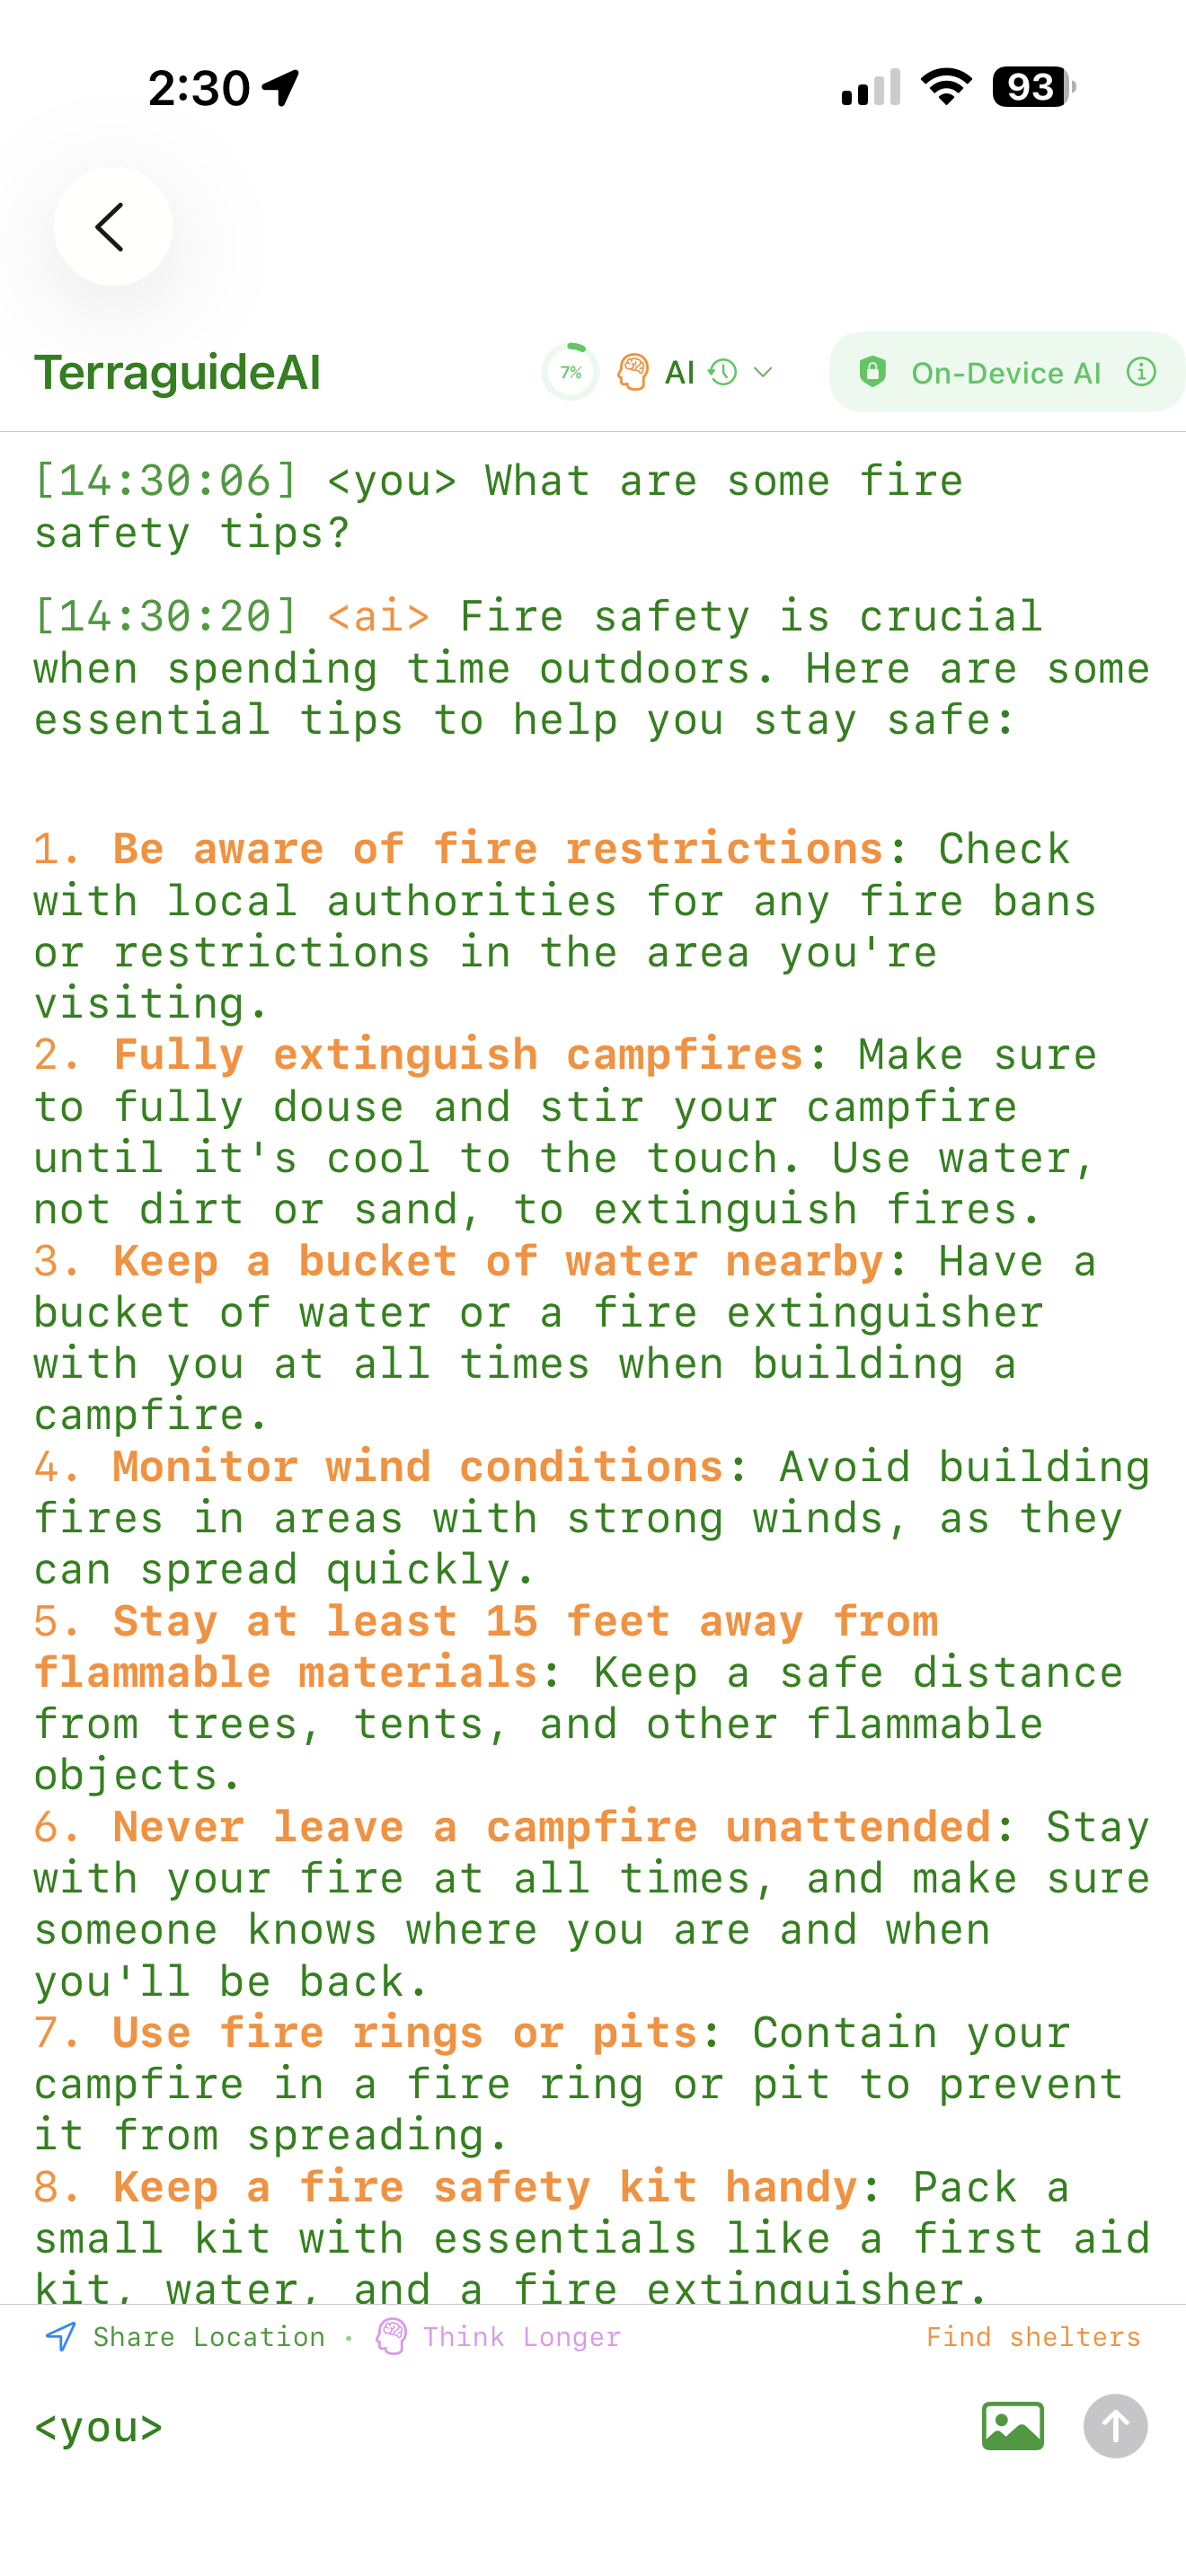 2:30
93
TerraguideAI
7%
AI
On-Device AI
[14:30:06] <you> What are some fire
safety tips?
[14:30:20] <ai> Fire safety is crucial
when spending time outdoors. Here are some
essential tips to help you stay safe:
1. Be aware of fire restrictions: Check
with local authorities for any fire bans
or restrictions in the area you're
visiting.
2. Fully extinguish campfires: Make sure
to fully douse and stir your campfire
until it's cool to the touch. Use water,
not dirt or sand, to extinguish fires.
3. Keep a bucket of water nearby: Have a
bucket of water or a fire extinguisher
with you at all times when building a
campfire.
4. Monitor wind conditions: Avoid building
fires in areas with strong winds, as they
can spread quickly.
5. Stay at least 15 feet away from
flammable materials: Keep a safe distance
from trees, tents, and other flammable
objects.
6. Never leave a campfire unattended: Stay
with your fire at all times, and make sure
someone knows where you are and when
you'll be back.
7. Use fire rings or pits: Contain your
campfire in a fire ring or pit to prevent
it from spreading.
8. Keep a fire safety kit handy: Pack a
small kit with essentials like a first aid
kit, water, and a fire extinguisher.
Share Location · Think Longer
Find shelters
<you>